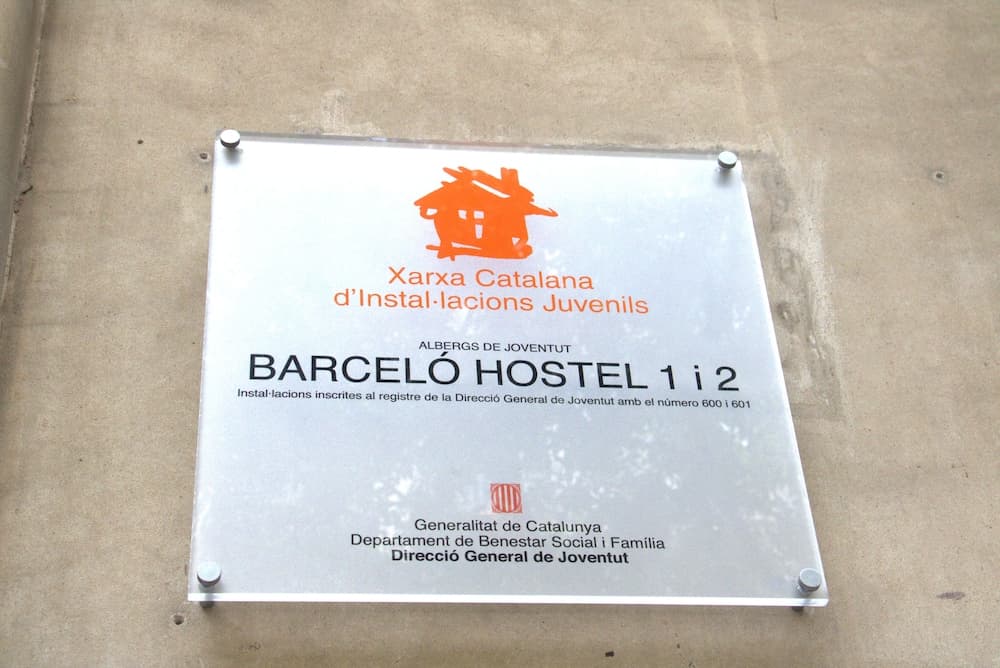 Xarxa Catalana
d'Instal·lacions Juvenils
ALBERGS DE JOVENTUT
BARCELÓ HOSTEL 1 i 2
Instal·lacions inscrites al registre de la Direcció General de Joventut amb el número 600 i 601
Generalitat de Catalunya
Departament de Benestar Social i Família
Direcció General de Joventut